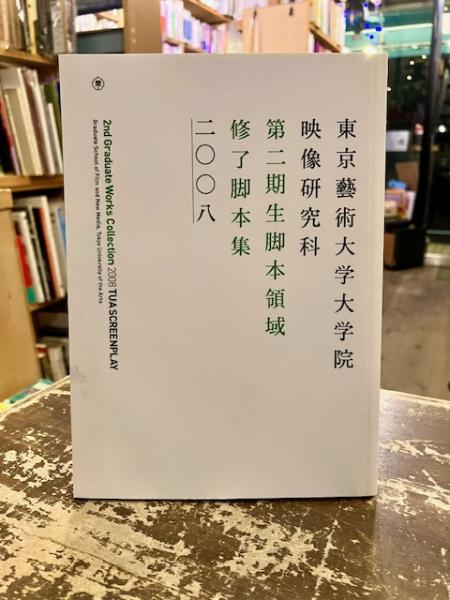 東京藝術大学大学院
映像研究科
第二期生脚本領域
修了脚本集
二〇〇八
2nd Graduate Works Collection 2008 TUA SCREENPLAY
Graduate School of Film and New Media, Tokyo University of the Arts